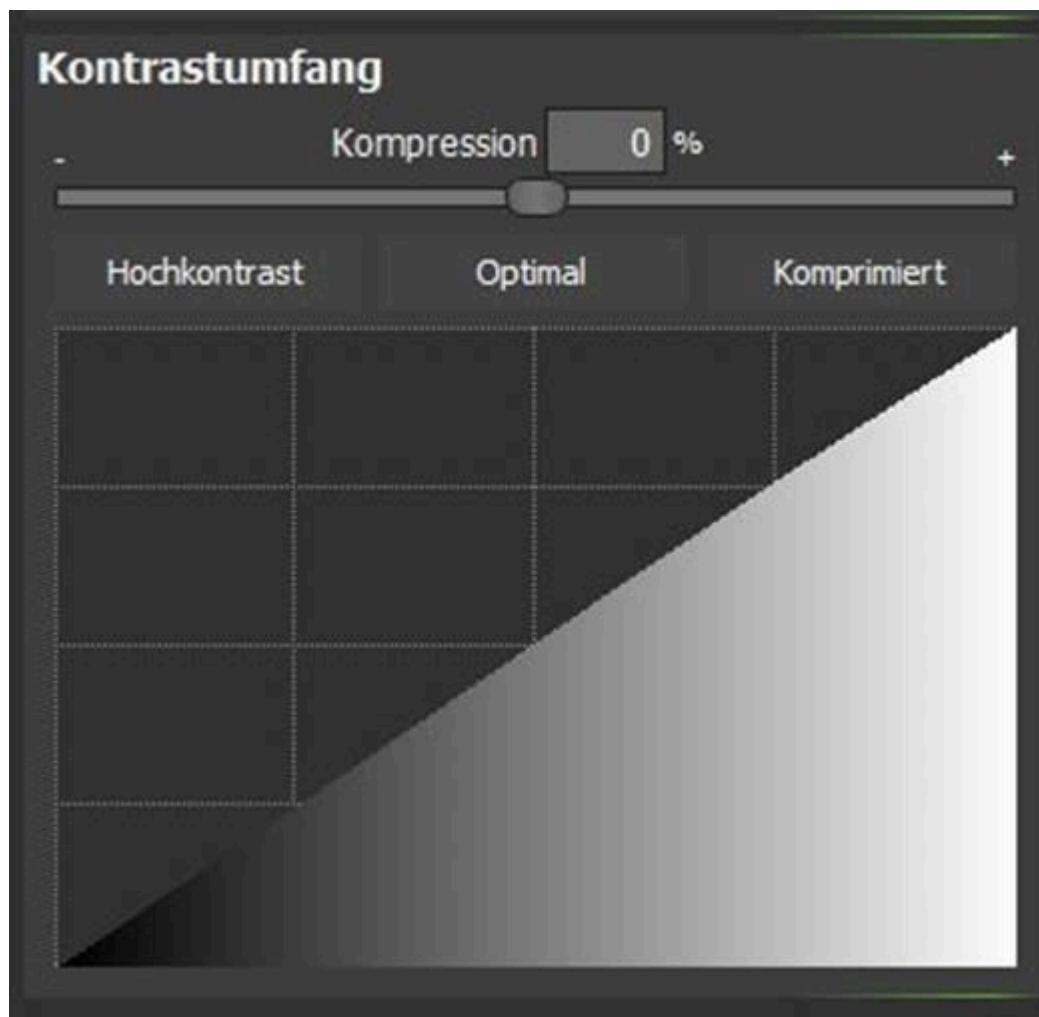 Kontrastumfang
Kompression 0 %
- +
Hochkontrast Optimal Komprimiert